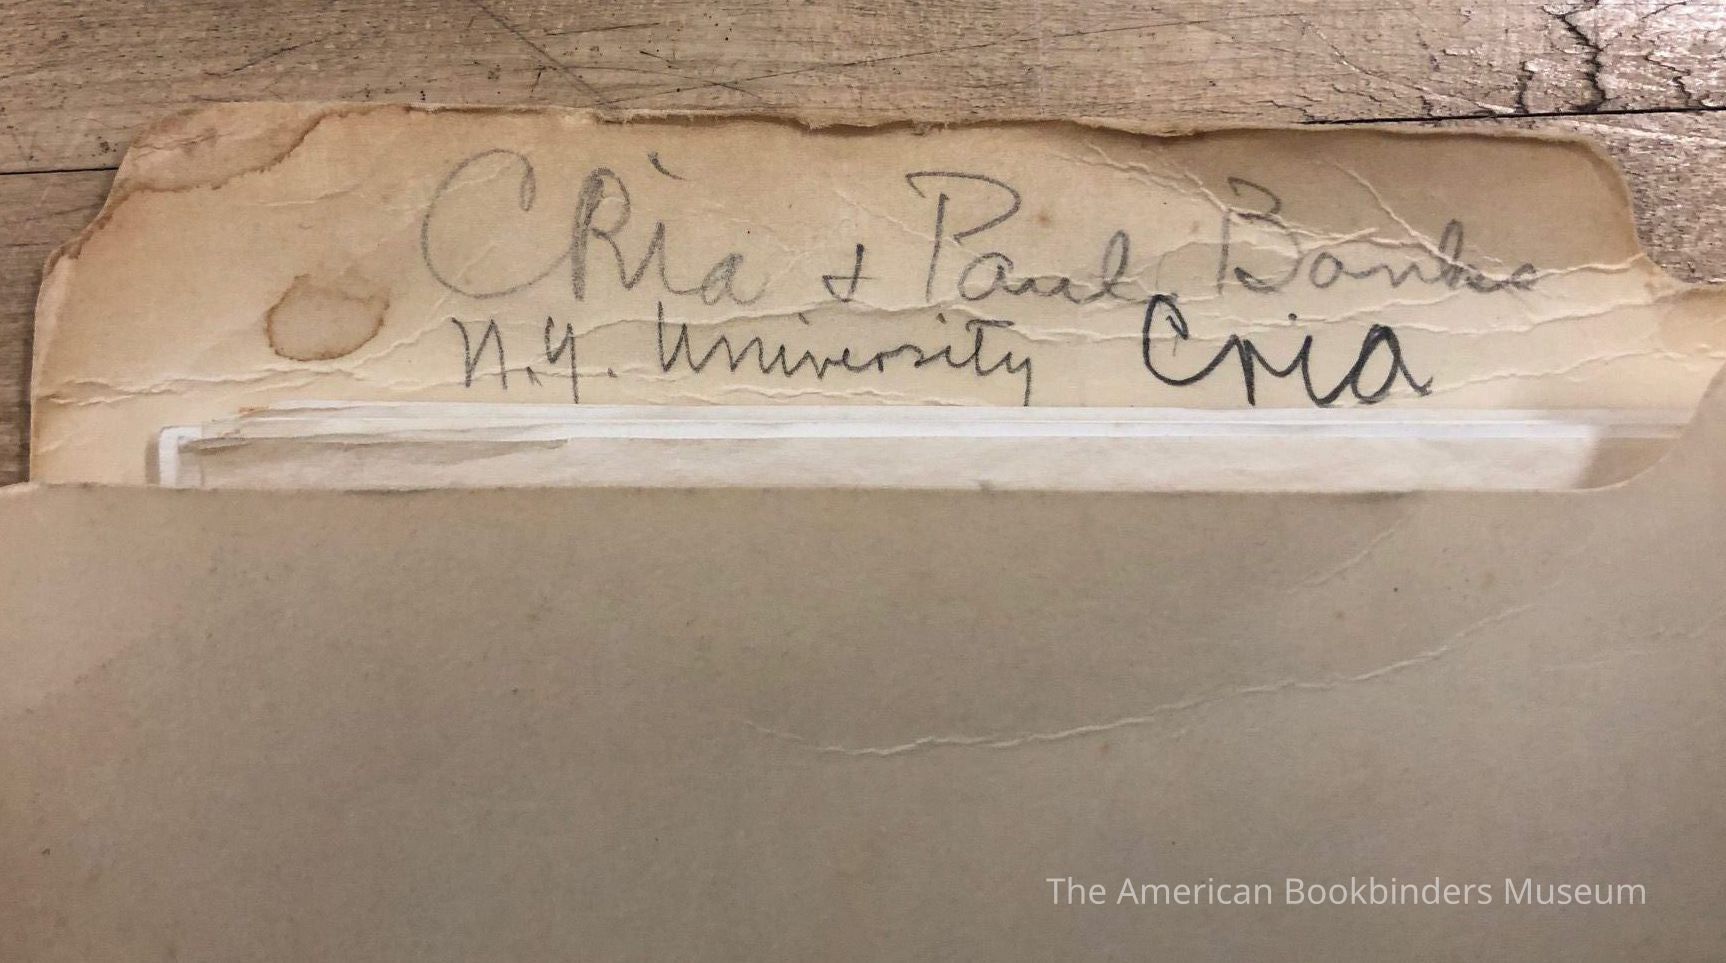 CRia + Paul Banks
N.Y. University Cria
The American Bookbinders Museum